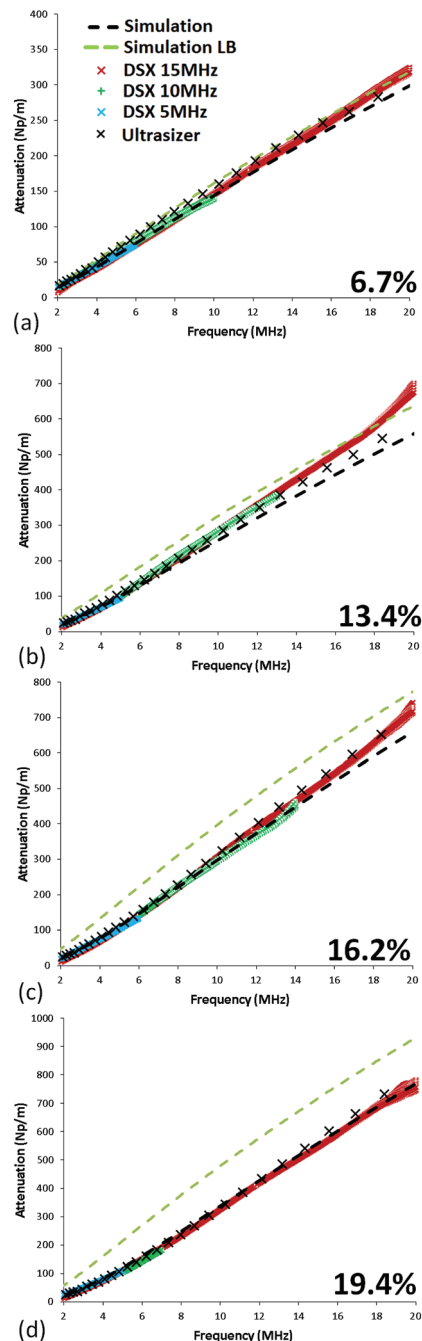 400
350
300
250
200
150
100
50
0
Attenuation (Np/m)
Simulation
Simulation LB
DSX 15MHz
DSX 10MHz
DSX 5MHz
Ultrasizer
6.7%
2 4 6 8 10 12 14 16 18 20
(a) Frequency (MHz)
800
700
600
500
400
300
200
100
0
Attenuation (Np/m)
13.4%
2 4 6 8 10 12 14 16 18 20
(b) Frequency (MHz)
800
700
600
500
400
300
200
100
0
Attenuation (Np/m)
16.2%
2 4 6 8 10 12 14 16 18 20
(c) Frequency (MHz)
1000
900
800
700
600
500
400
300
200
100
0
Attenuation (Np/m)
19.4%
2 4 6 8 10 12 14 16 18 20
(d) Frequency (MHz)